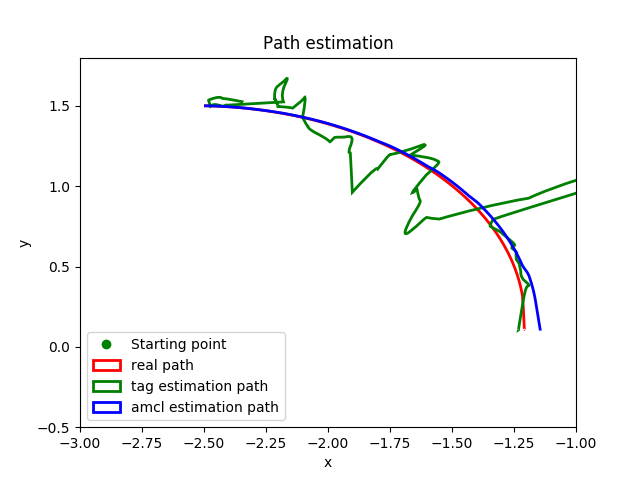 Path estimation
y
1.5
1.0
0.5
0.0
−0.5
Starting point
real path
tag estimation path
amcl estimation path
−3.00 −2.75 −2.50 −2.25 −2.00 −1.75 −1.50 −1.25 −1.00
x